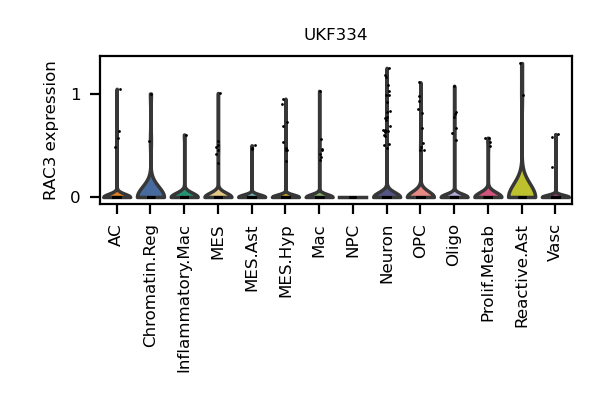 UKF334
RAC3 expression
1
0
AC
Chromatin.Reg
Inflammatory.Mac
MES
MES.Ast
MES.Hyp
Mac
NPC
Neuron
OPC
Oligo
Prolif.Metab
Reactive.Ast
Vasc